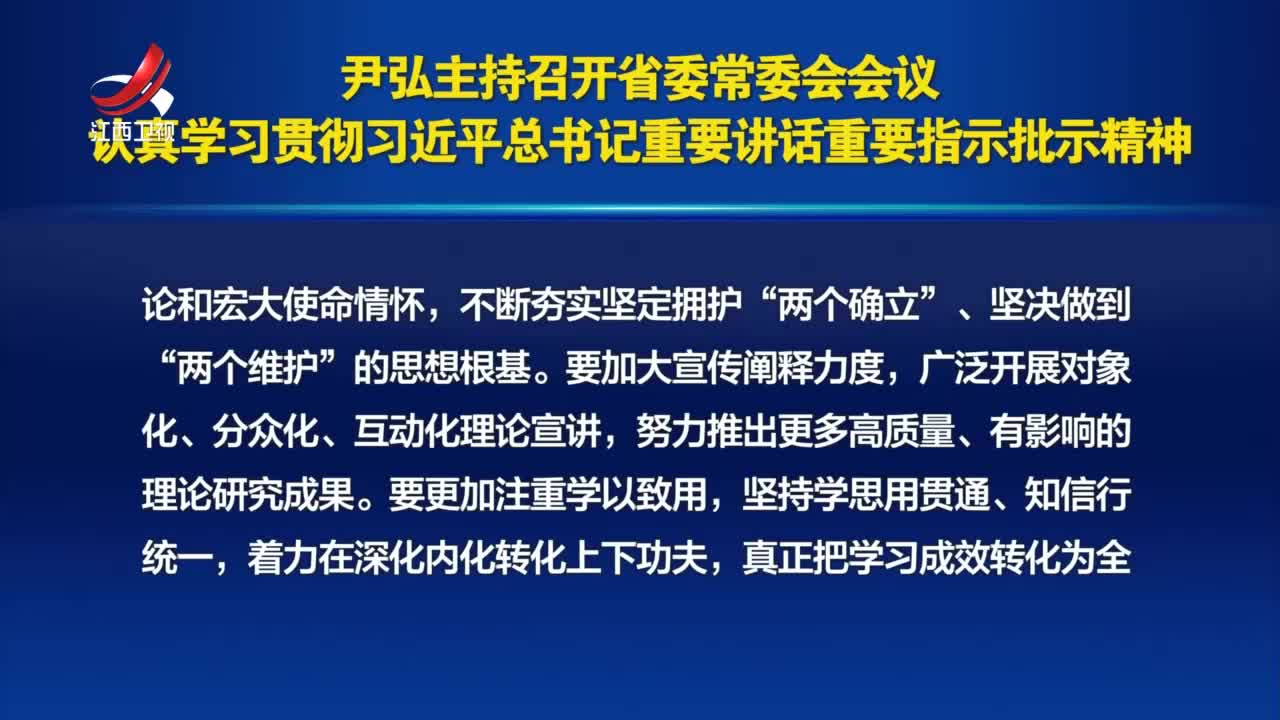 尹弘主持召开省委常委会会议
江西卫视
认真学习贯彻习近平总书记重要讲话重要指示批示精神
论和宏大使命情怀，不断夯实坚定拥护“两个确立”、坚决做到
“两个维护”的思想根基。要加大宣传阐释力度，广泛开展对象
化、分众化、互动化理论宣讲，努力推出更多高质量、有影响的
理论研究成果。要更加注重学以致用，坚持学思用贯通、知信行
统一，着力在深化内化转化上下功夫，真正把学习成效转化为全